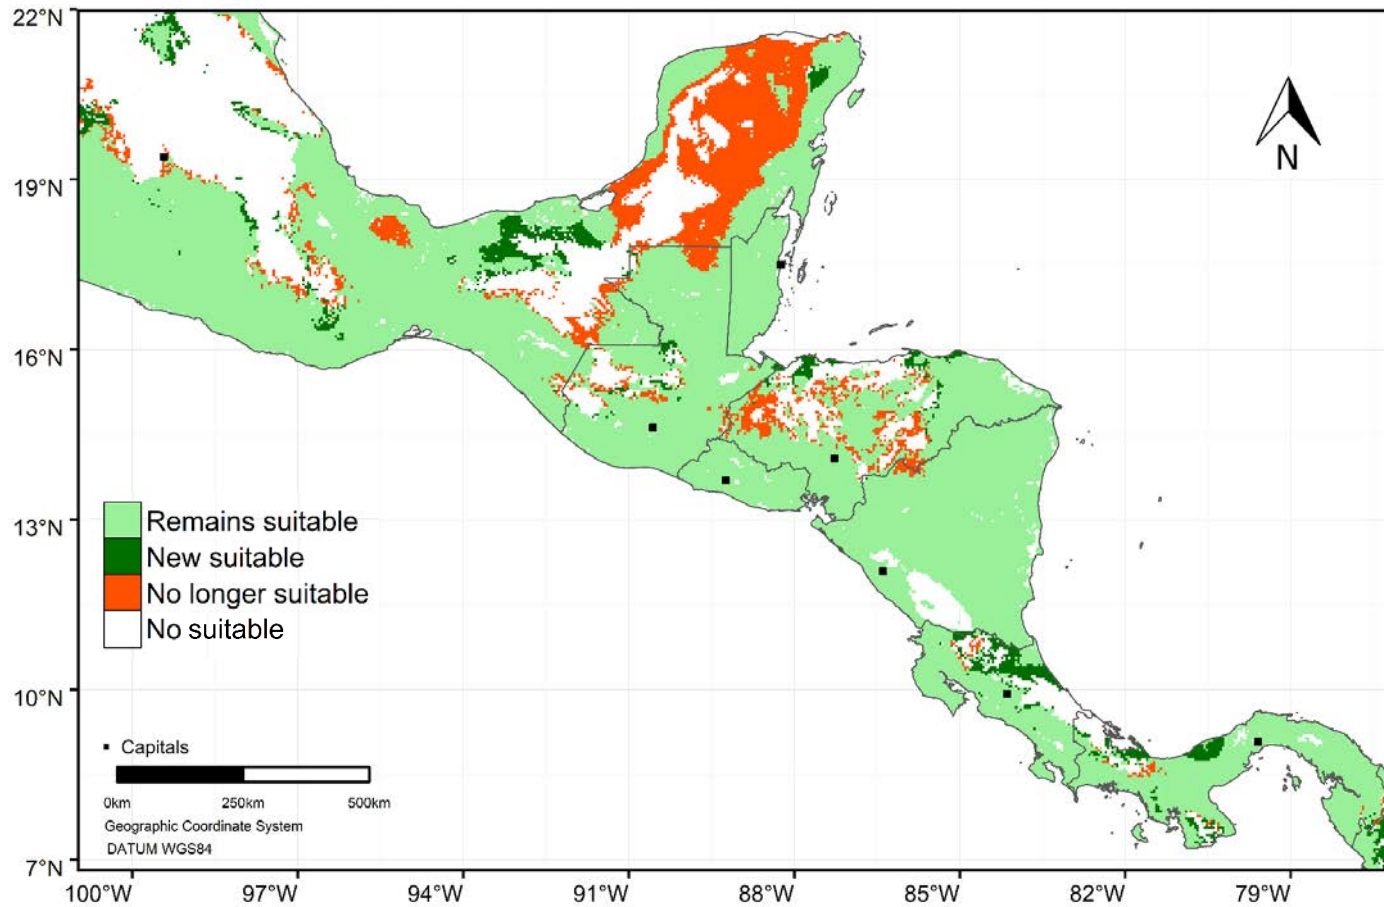 22°N
19°N
16°N
13°N
10°N
7°N
N
Remains suitable
New suitable
No longer suitable
No suitable
Capitals
0km 250km 500km
Geographic Coordinate System
DATUM WGS84
100°W 97°W 94°W 91°W 88°W 85°W 82°W 79°W